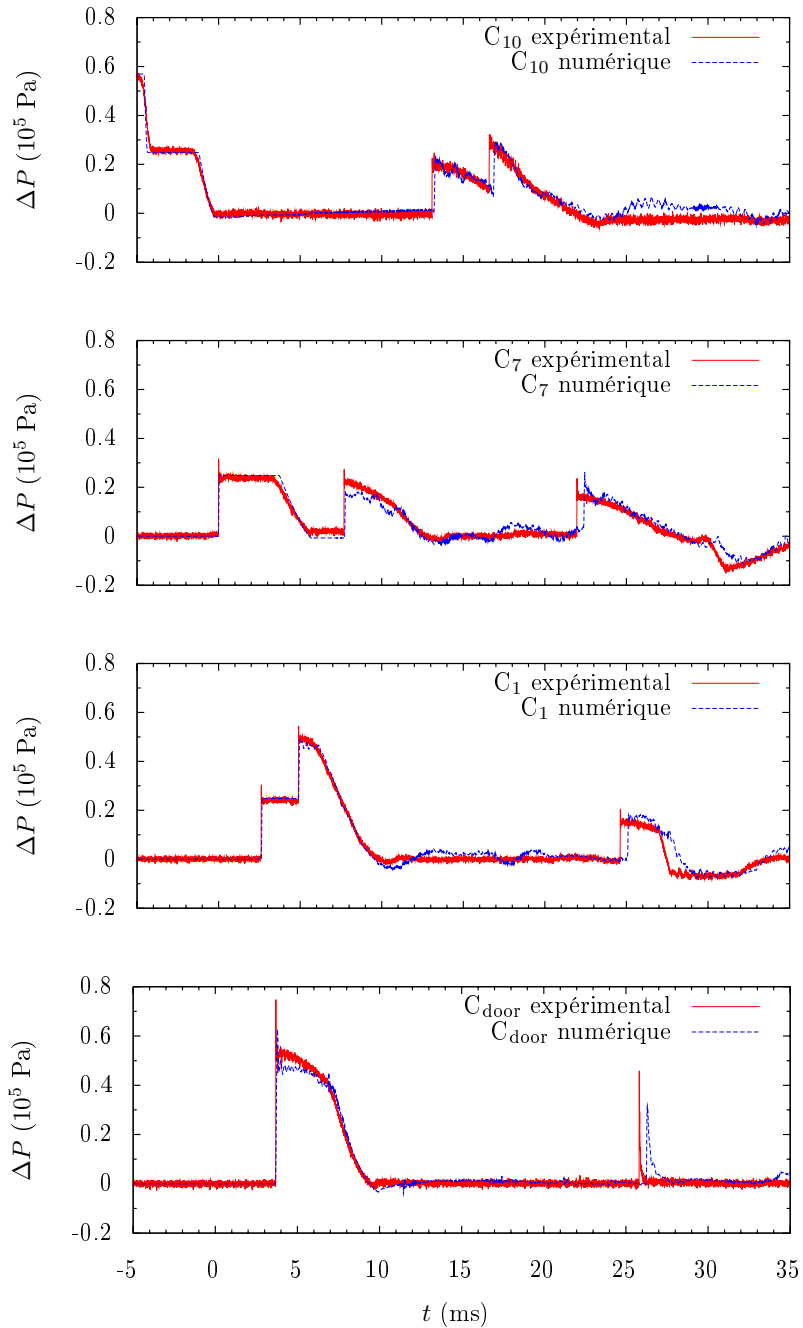 C₁₀ expérimental
C₁₀ numérique
ΔP (10⁵ Pa)
0.8
0.6
0.4
0.2
0
-0.2
C₇ expérimental
C₇ numérique
ΔP (10⁵ Pa)
0.8
0.6
0.4
0.2
0
-0.2
C₁ expérimental
C₁ numérique
ΔP (10⁵ Pa)
0.8
0.6
0.4
0.2
0
-0.2
C_door expérimental
C_door numérique
ΔP (10⁵ Pa)
0.8
0.6
0.4
0.2
0
-0.2
-5 0 5 10 15 20 25 30 35
t (ms)